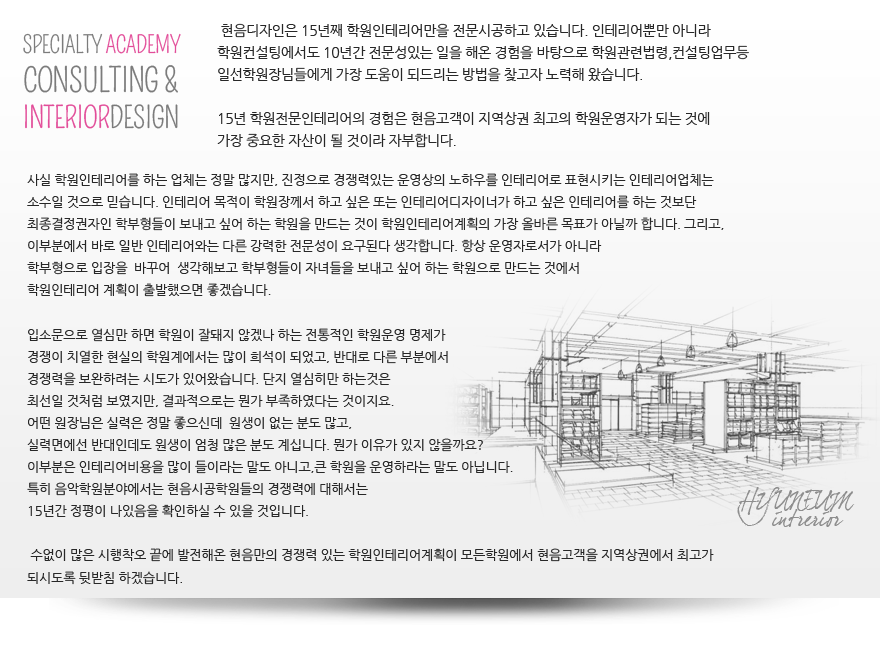 SPECIALTY ACADEMY
CONSULTING &
INTERIORDESIGN
현음디자인은 15년째 학원인테리어만을 전문시공하고 있습니다. 인테리어뿐만 아니라
학원컨설팅에서도 10년간 전문성있는 일을 해온 경험을 바탕으로 학원관련법령,컨설팅업무등
일선학원장님들에게 가장 도움이 되드리는 방법을 찾고자 노력해 왔습니다.
15년 학원전문인테리어의 경험은 현음고객이 지역상권 최고의 학원운영자가 되는 것에
가장 중요한 자산이 될 것이라 자부합니다.
사실 학원인테리어를 하는 업체는 정말 많지만, 진정으로 경쟁력있는 운영상의 노하우를 인테리어로 표현시키는 인테리어업체는
소수일 것으로 믿습니다. 인테리어 목적이 학원장께서 하고 싶은 또는 인테리어디자이너가 하고 싶은 인테리어를 하는 것보단
최종결정권자인 학부형들이 보내고 싶어 하는 학원을 만드는 것이 학원인테리어계획의 가장 올바른 목표가 아닐까 합니다. 그리고,
이부분에서 바로 일반 인테리어와는 다른 강력한 전문성이 요구된다 생각합니다. 항상 운영자로서가 아니라
학부형으로 입장을 바꾸어 생각해보고 학부형들이 자녀들을 보내고 싶어 하는 학원으로 만드는 것에서
학원인테리어 계획이 출발했으면 좋겠습니다.
입소문으로 열심만 하면 학원이 잘돼지 않겠나 하는 전통적인 학원운영 명제가
경쟁이 치열한 현실의 학원계에서는 많이 희석이 되었고, 반대로 다른 부분에서
경쟁력을 보완하려는 시도가 있어왔습니다. 단지 열심히만 하는것은
최선일 것처럼 보였지만, 결과적으로는 뭔가 부족하였다는 것이지요.
어떤 원장님은 실력은 정말 좋으신데 원생이 없는 분도 많고,
실력면에선 반대인데도 원생이 엄청 많은 분도 계십니다. 뭔가 이유가 있지 않을까요?
이부분은 인테리어비용을 많이 들이라는 말도 아니고,큰 학원을 운영하라는 말도 아닙니다.
특히 음악학원분야에서는 현음시공학원들의 경쟁력에 대해서는
15년간 정평이 나있음을 확인하실 수 있을 것입니다.
HYUNEUM
intrerior
수없이 많은 시행착오 끝에 발전해온 현음만의 경쟁력 있는 학원인테리어계획이 모든학원에서 현음고객을 지역상권에서 최고가
되시도록 뒷받침 하겠습니다.